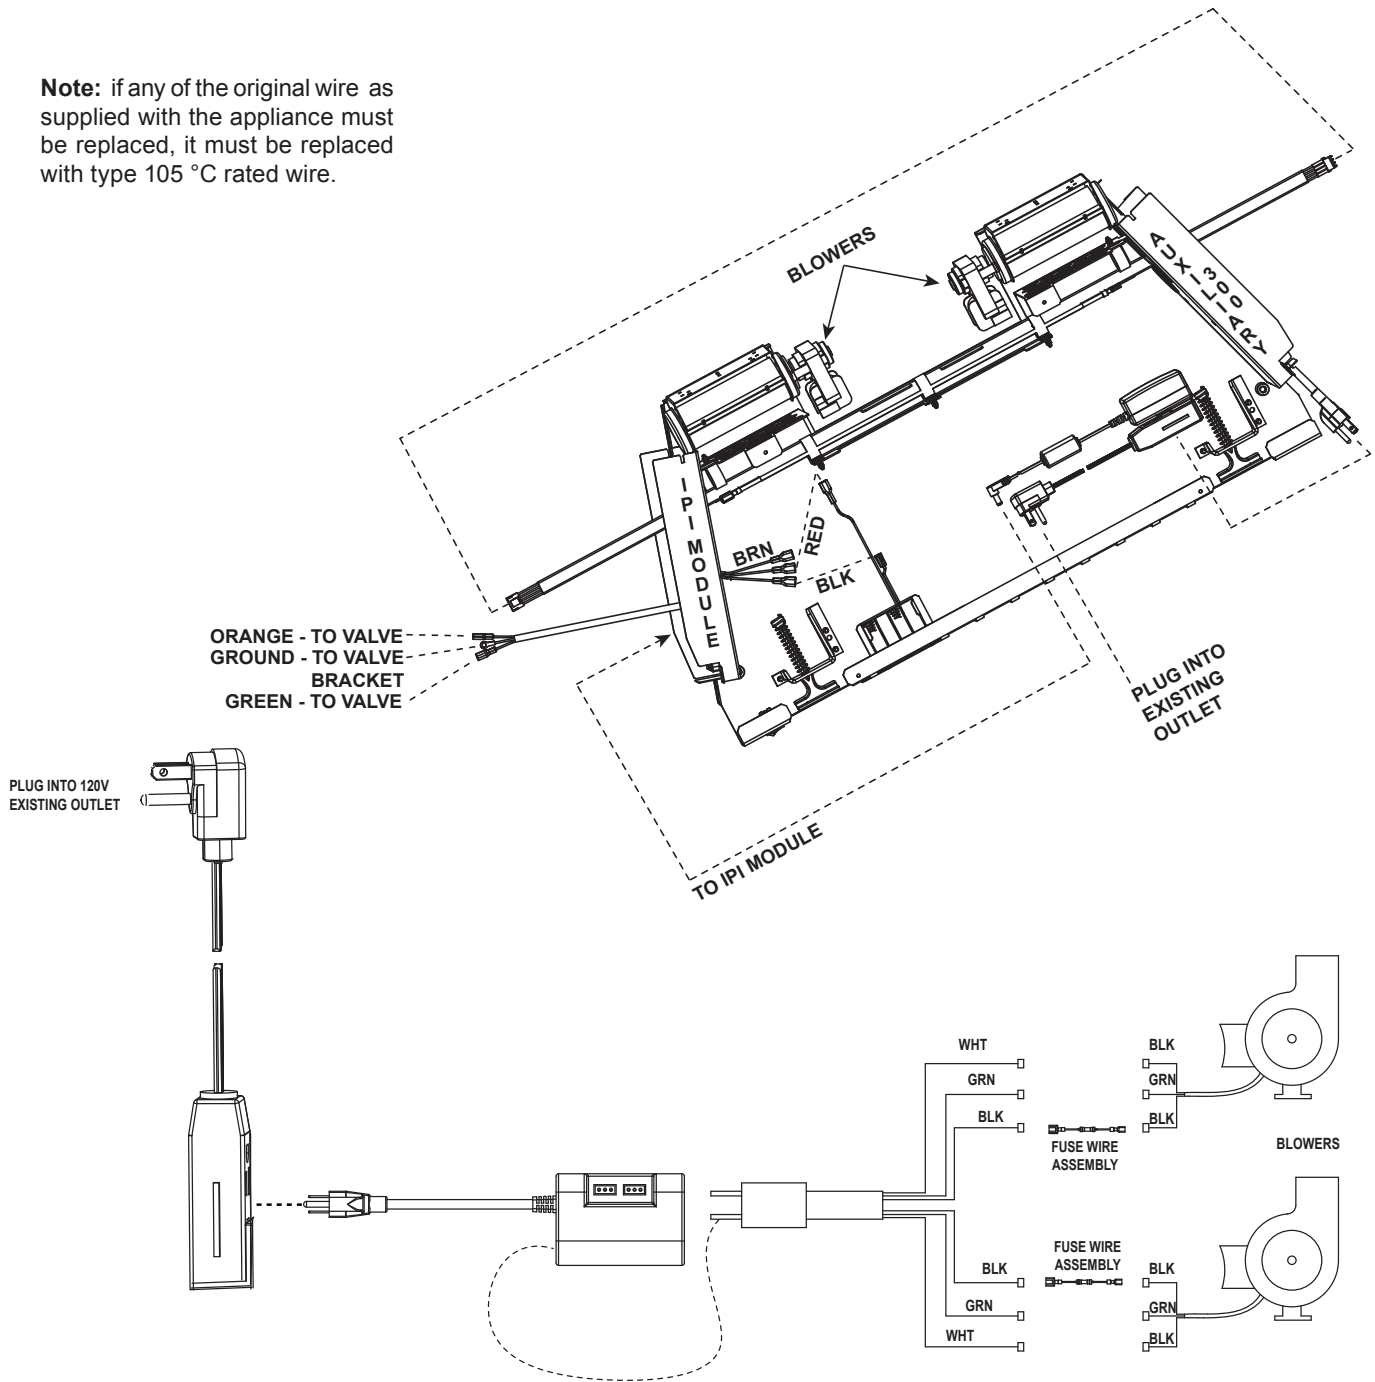 Note: if any of the original wire as
supplied with the appliance must
be replaced, it must be replaced
with type 105 °C rated wire.
BLOWERS
AUXILIARY
300
IPI MODULE
BRN
RED
BLK
ORANGE - TO VALVE
GROUND - TO VALVE
BRACKET
GREEN - TO VALVE
PLUG INTO
EXISTING
OUTLET
TO IPI MODULE
PLUG INTO 120V
EXISTING OUTLET
WHT
BLK
GRN
GRN
BLK
BLK
FUSE WIRE
ASSEMBLY
BLOWERS
FUSE WIRE
ASSEMBLY
BLK
BLK
GRN
GRN
WHT
BLK